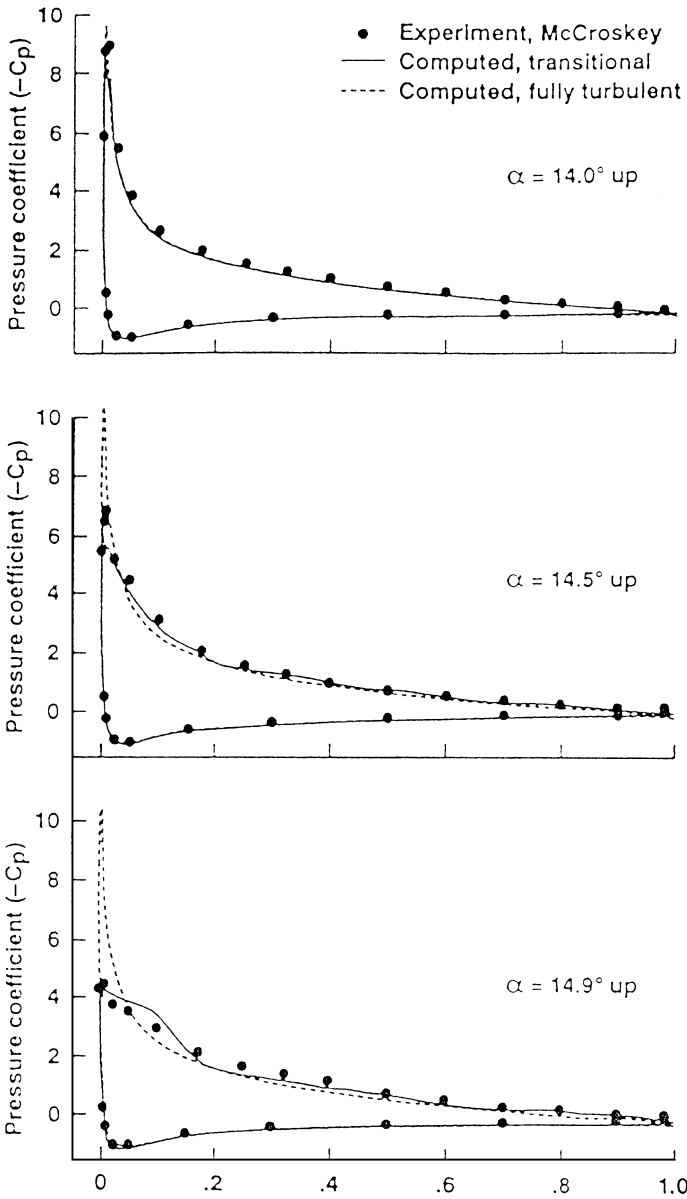 10
8
6
4
2
0
Pressure coefficient (–Cp)
Experiment, McCroskey
Computed, transitional
Computed, fully turbulent
α = 14.0° up
10
8
6
4
2
0
Pressure coefficient (–Cp)
α = 14.5° up
10
8
6
4
2
0
Pressure coefficient (–Cp)
α = 14.9° up
0 .2 .4 .6 .8 1.0